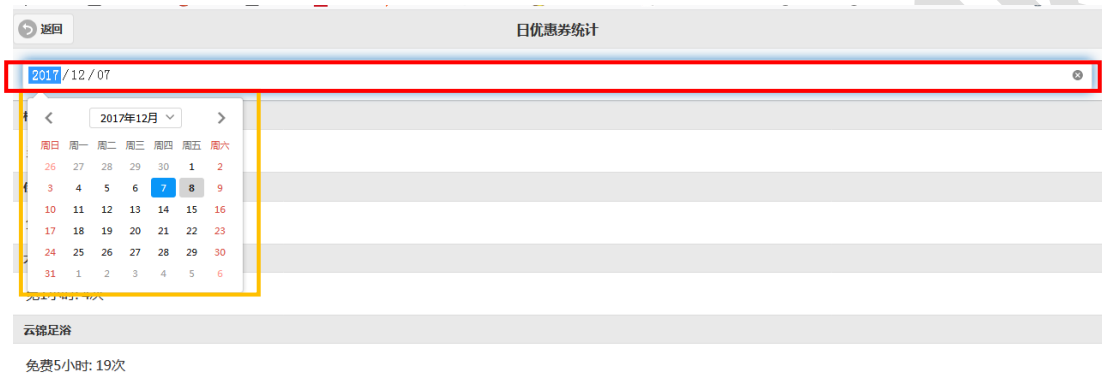 返回
日优惠券统计
2017/12/07
2017年12月
周日 周一 周二 周三 周四 周五 周六
26 27 28 29 30 1 2
3 4 5 6 7 8 9
10 11 12 13 14 15 16
17 18 19 20 21 22 23
24 25 26 27 28 29 30
31 1 2 3 4 5 6
云锦足浴
免费5小时: 19次